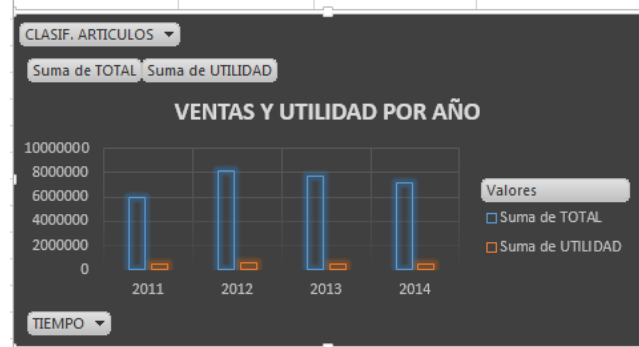 CLASIF. ARTICULOS
Suma de TOTAL Suma de UTILIDAD
VENTAS Y UTILIDAD POR AÑO
10000000
8000000
6000000
4000000
2000000
0
2011 2012 2013 2014
Valores
Suma de TOTAL
Suma de UTILIDAD
TIEMPO